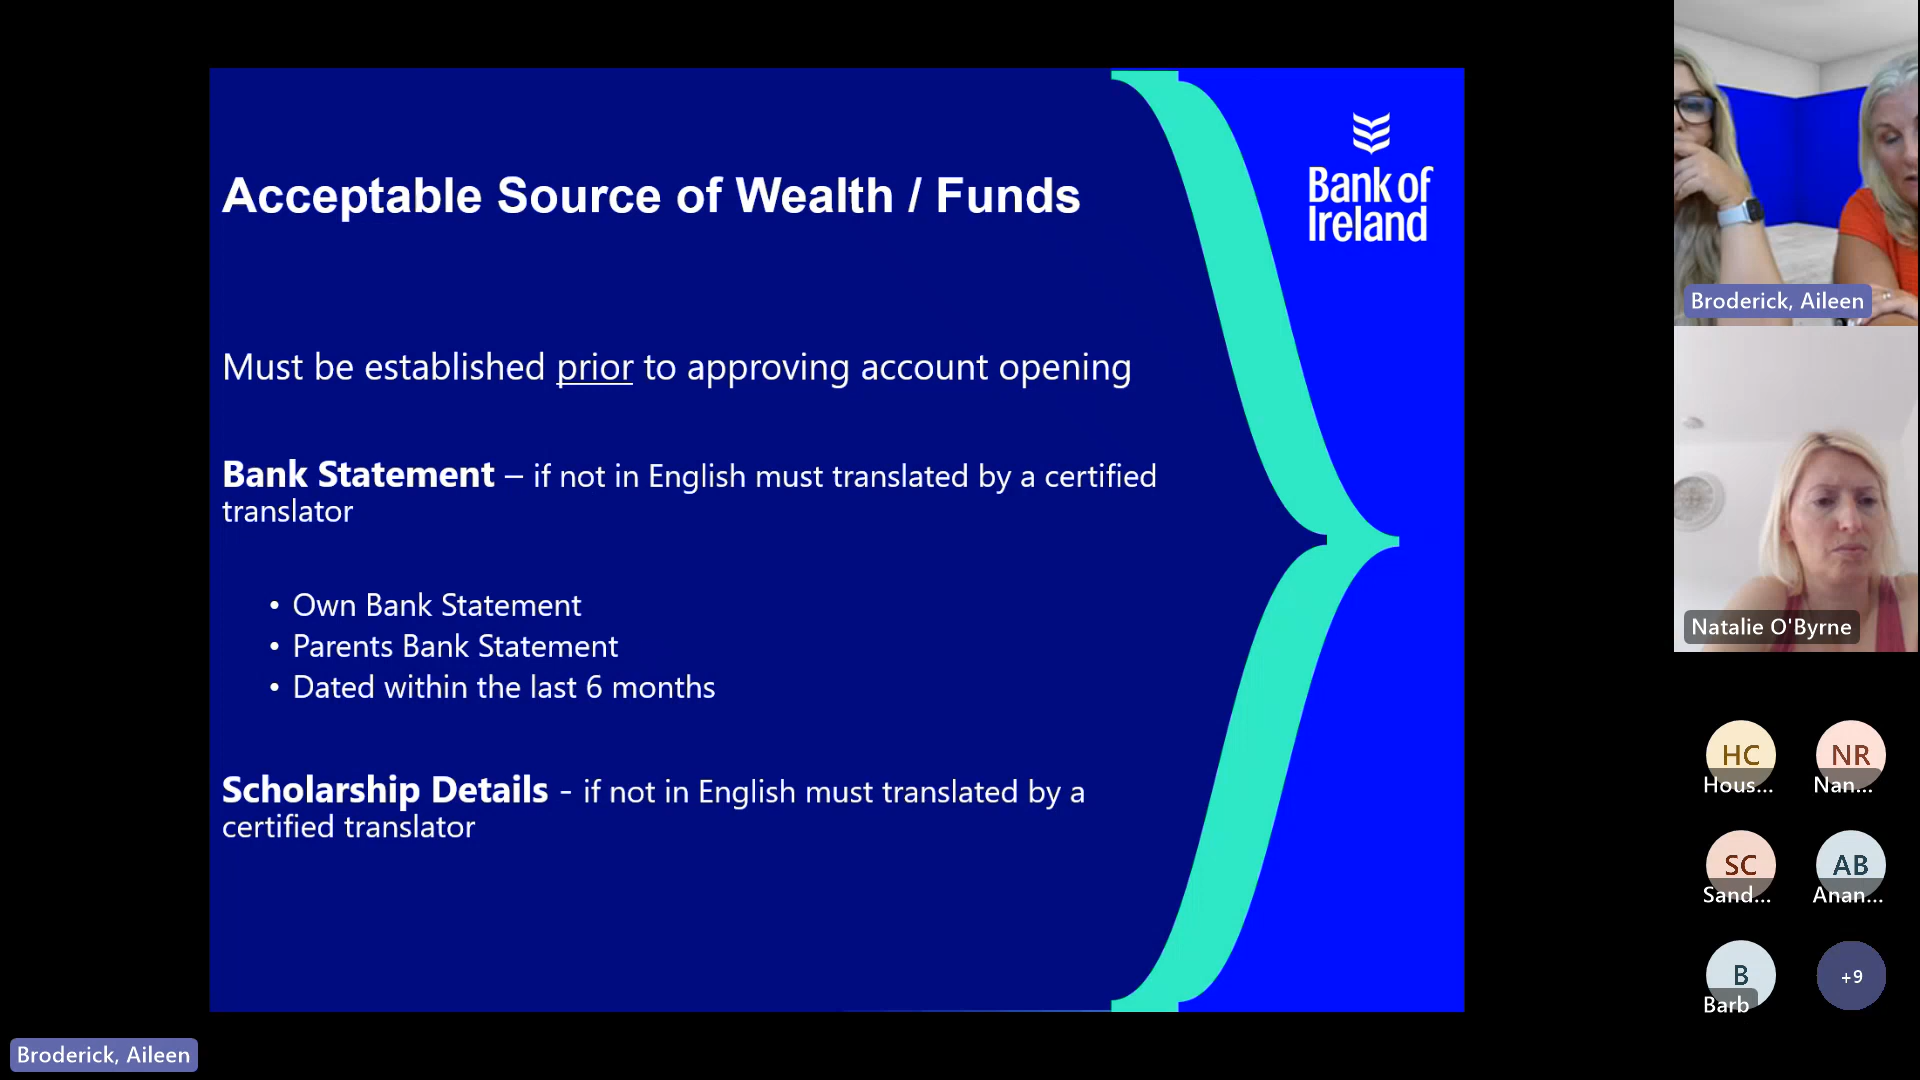 Acceptable Source of Wealth / Funds
Bank of
Ireland
Must be established prior to approving account opening
Bank Statement – if not in English must translated by a certified
translator
• Own Bank Statement
• Parents Bank Statement
• Dated within the last 6 months
Scholarship Details - if not in English must translated by a
certified translator
Broderick, Aileen
Natalie O'Byrne
HC
Hous...
NR
Nan...
SC
Sand...
AB
Anan...
B
Barb
+9
Broderick, Aileen